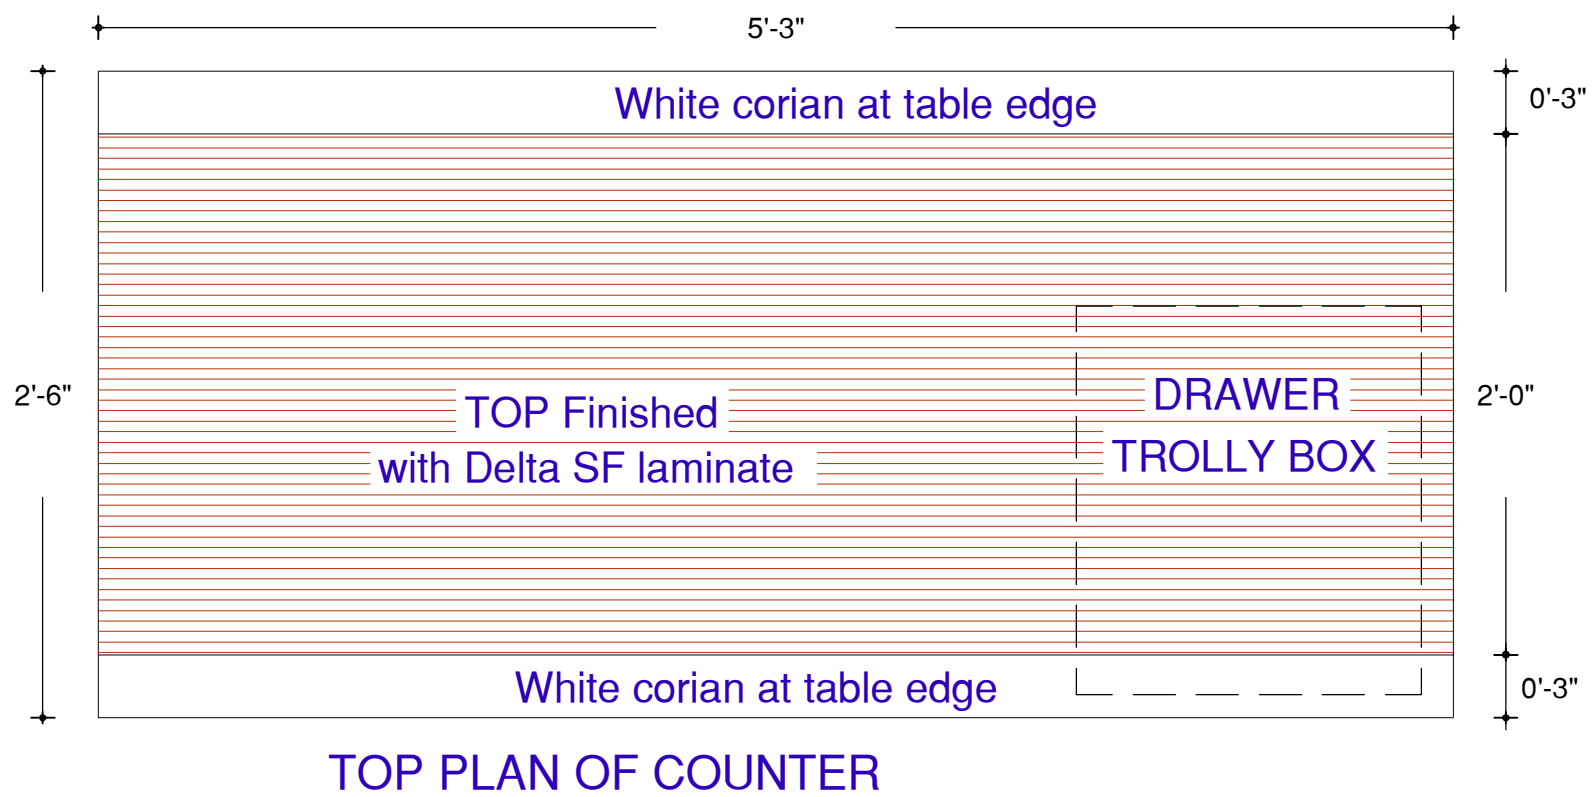 5'-3"
White corian at table edge
0'-3"
2'-6"
TOP Finished
with Delta SF laminate
DRAWER
TROLLY BOX
2'-0"
White corian at table edge
0'-3"
TOP PLAN OF COUNTER